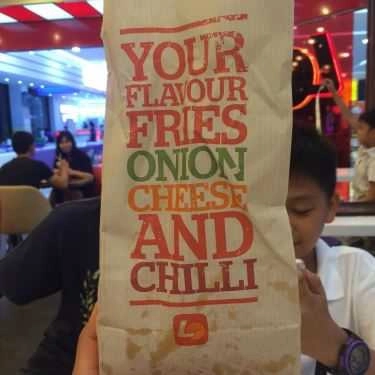 YOUR
FLAVOUR
FRIES
ONION
CHEESE
AND
CHILLI